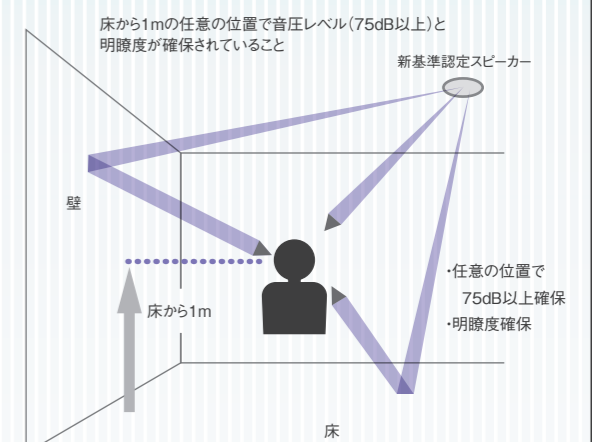 床から1mの任意の位置で音圧レベル(75dB以上)と
明瞭度が確保されていること
新基準認定スピーカー
壁
床から1m
・任意の位置で
75dB以上確保
・明瞭度確保
床